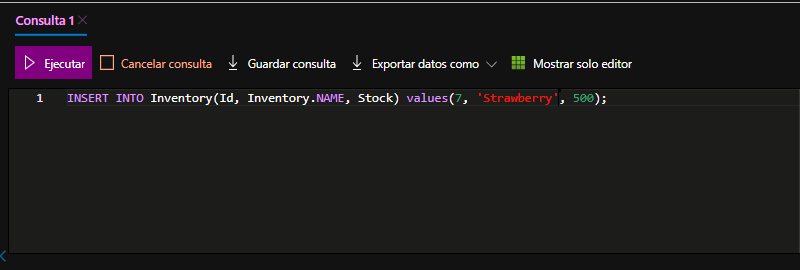 Consulta 1
Ejecutar Cancelar consulta Guardar consulta Exportar datos como Mostrar solo editor
1 INSERT INTO Inventory(Id, Inventory.NAME, Stock) values(7, 'Strawberry', 500);